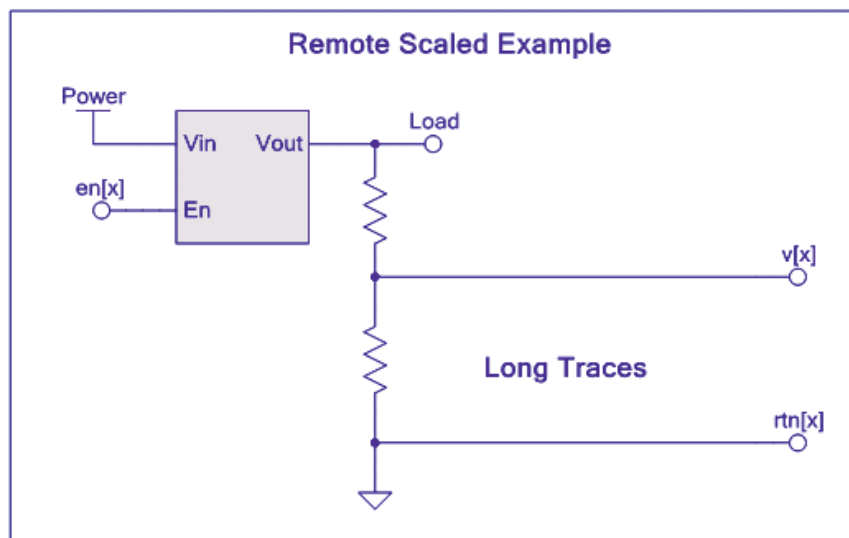 Remote Scaled Example
Power
Load
Vin
Vout
en[x]
En
v[x]
Long Traces
rtn[x]